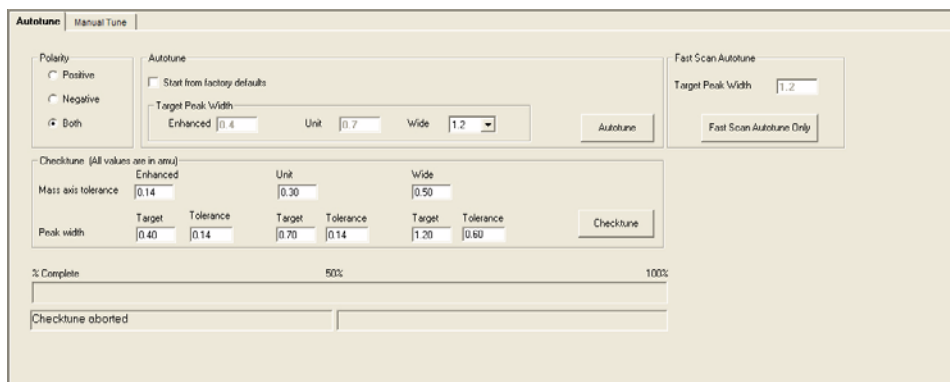 Autotune Manual Tune
Polarity
Positive
Negative
Both
Autotune
Start from factory defaults
Target Peak Width
Enhanced 0.4 Unit 0.7 Wide 1.2
Autotune
Fast Scan Autotune
Target Peak Width 1.2
Fast Scan Autotune Only
Checktune (All values are in amu)
Enhanced Unit Wide
Mass axis tolerance 0.14 0.30 0.50
Target Tolerance Target Tolerance Target Tolerance
Peak width 0.40 0.14 0.70 0.14 1.20 0.60
Checktune
% Complete 50% 100%
Checktune aborted